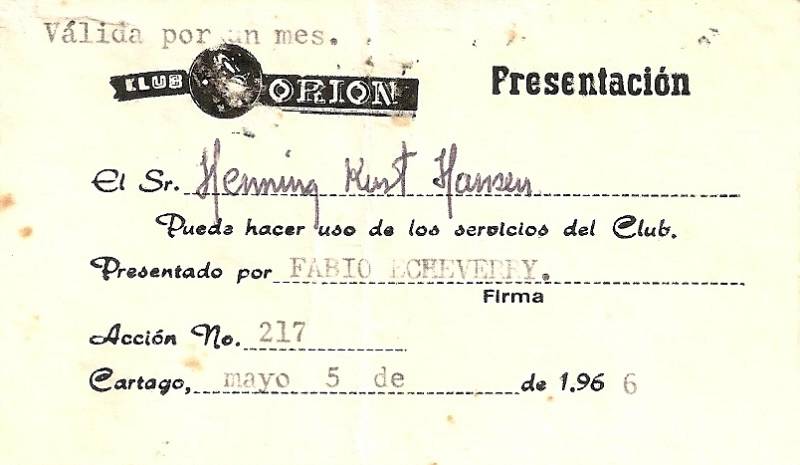 Válida por un mes.
KLUB ORION Presentación
El Sr. Henning Kurt Hansen
Puede hacer uso de los servicios del Club.
Presentado por FABIO ECHEVERRY.
Firma
Acción No. 217
Cartago, mayo 5 de de 1.96 6